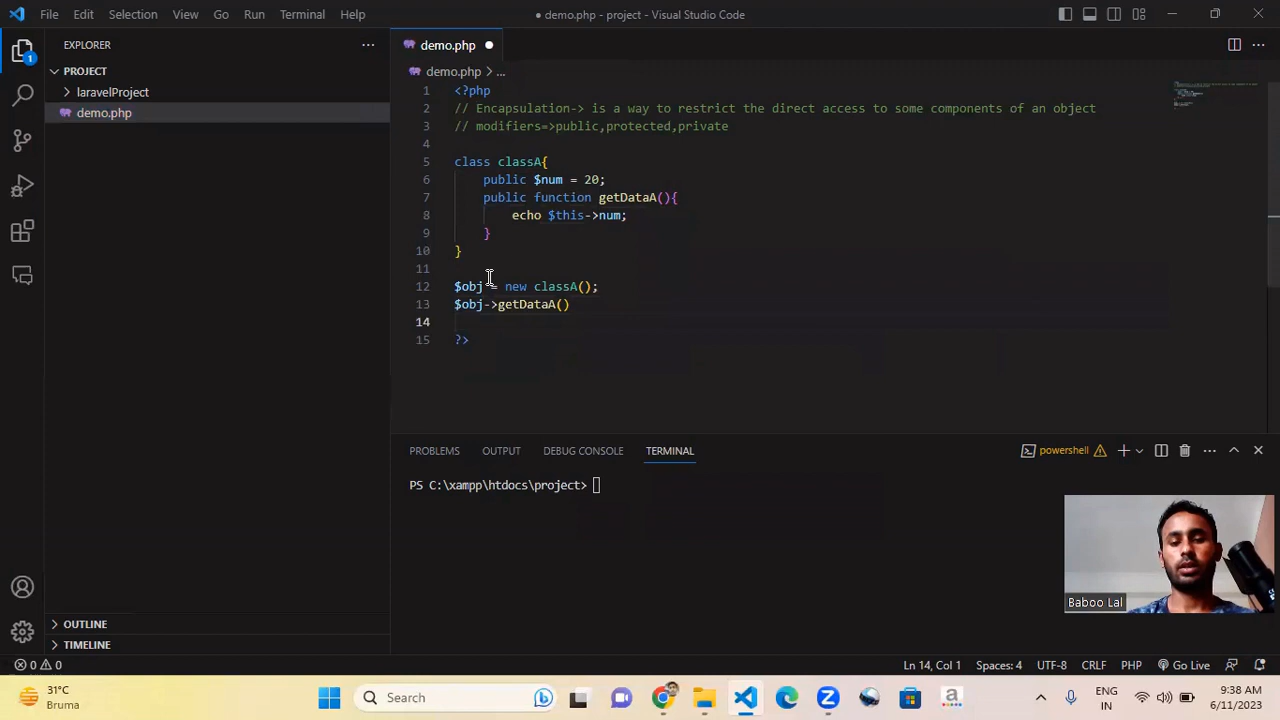 File Edit Selection View Go Run Terminal Help
● demo.php - project - Visual Studio Code
EXPLORER
PROJECT
laravelProject
demo.php
demo.php
demo.php > ...
1 <?php
2 // Encapsulation-> is a way to restrict the direct access to some components of an object
3 // modifiers=>public,protected,private
4
5 class classA{
6 public $num = 20;
7 public function getDataA(){
8 echo $this->num;
9 }
10 }
11
12 $obj = new classA();
13 $obj->getDataA()
14
15 ?>
PROBLEMS OUTPUT DEBUG CONSOLE TERMINAL
powershell
PS C:\xampp\htdocs\project>
1
Baboo Lal
OUTLINE
TIMELINE
0 0
Ln 14, Col 1 Spaces: 4 UTF-8 CRLF PHP Go Live
31°C
Bruma
Search
ENG
IN
9:38 AM
6/11/2023